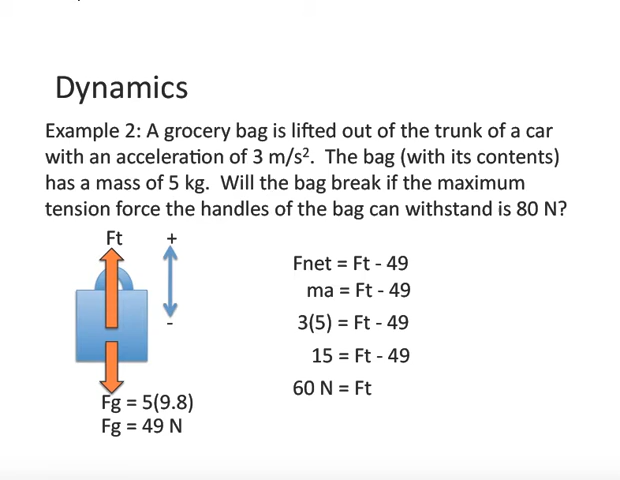 Dynamics
Example 2: A grocery bag is lifted out of the trunk of a car
with an acceleration of 3 m/s². The bag (with its contents)
has a mass of 5 kg. Will the bag break if the maximum
tension force the handles of the bag can withstand is 80 N?
Ft
+
-
Fg = 5(9.8)
Fg = 49 N
Fnet = Ft - 49
ma = Ft - 49
3(5) = Ft - 49
15 = Ft - 49
60 N = Ft